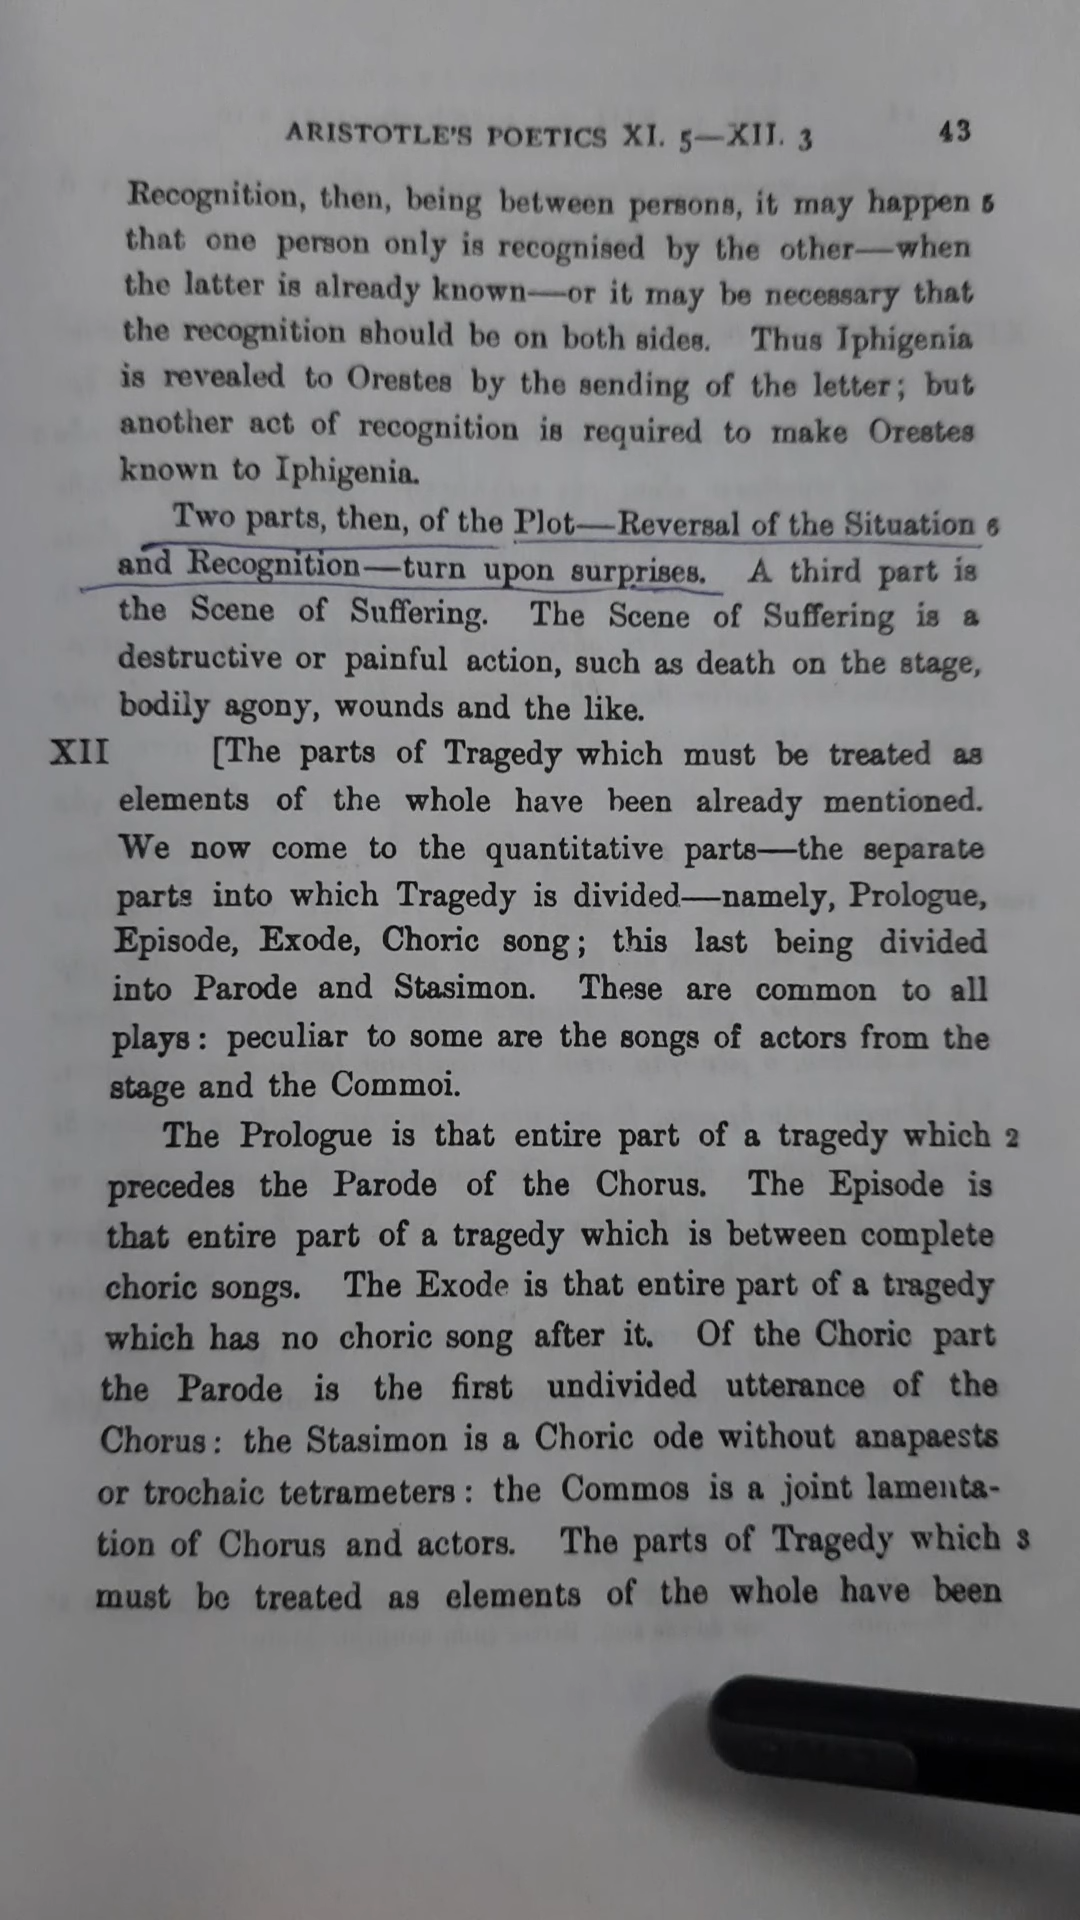 ARISTOTLE'S POETICS XI. 5—XII. 3 43
Recognition, then, being between persons, it may happen 5
that one person only is recognised by the other—when
the latter is already known—or it may be necessary that
the recognition should be on both sides. Thus Iphigenia
is revealed to Orestes by the sending of the letter; but
another act of recognition is required to make Orestes
known to Iphigenia.
Two parts, then, of the Plot—Reversal of the Situation 6
and Recognition—turn upon surprises. A third part is
the Scene of Suffering. The Scene of Suffering is a
destructive or painful action, such as death on the stage,
bodily agony, wounds and the like.
XII [The parts of Tragedy which must be treated as
elements of the whole have been already mentioned.
We now come to the quantitative parts—the separate
parts into which Tragedy is divided—namely, Prologue,
Episode, Exode, Choric song; this last being divided
into Parode and Stasimon. These are common to all
plays: peculiar to some are the songs of actors from the
stage and the Commoi.
The Prologue is that entire part of a tragedy which 2
precedes the Parode of the Chorus. The Episode is
that entire part of a tragedy which is between complete
choric songs. The Exode is that entire part of a tragedy
which has no choric song after it. Of the Choric part
the Parode is the first undivided utterance of the
Chorus: the Stasimon is a Choric ode without anapaests
or trochaic tetrameters: the Commos is a joint lamenta-
tion of Chorus and actors. The parts of Tragedy which 3
must be treated as elements of the whole have been